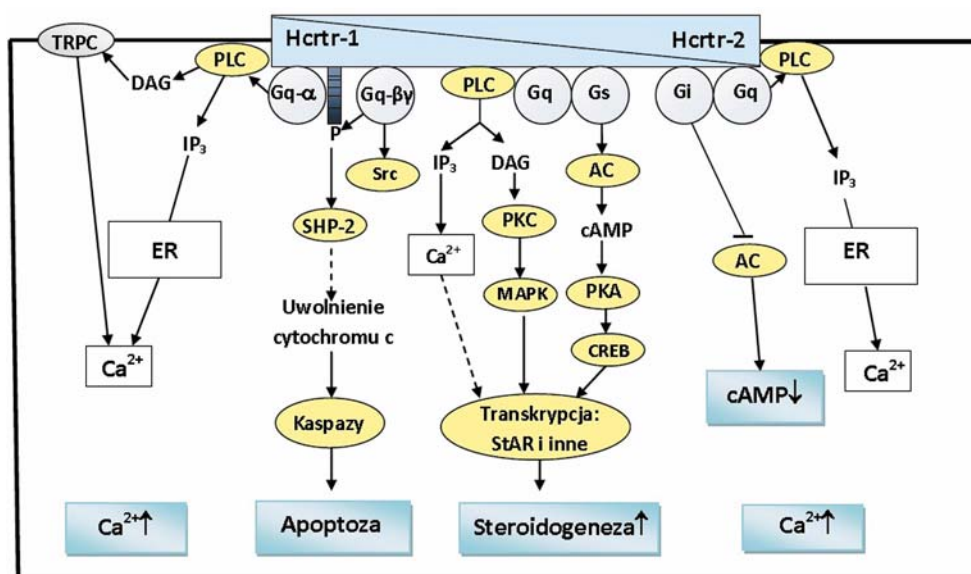 Hcrtr-1
Hcrtr-2
TRPC
DAG
PLC
Gq-α
Gq-βγ
PLC
Gq
Gs
Gi
Gq
PLC
P
IP₃
Src
IP₃
DAG
AC
IP₃
ER
SHP-2
Ca²⁺
PKC
cAMP
AC
ER
Uwolnienie
cytochromu c
MAPK
PKA
CREB
Ca²⁺
cAMP↓
Ca²⁺
Kaspazy
Transkrypcja:
StAR i inne
Ca²⁺↑
Apoptoza
Steroidogeneza↑
Ca²⁺↑